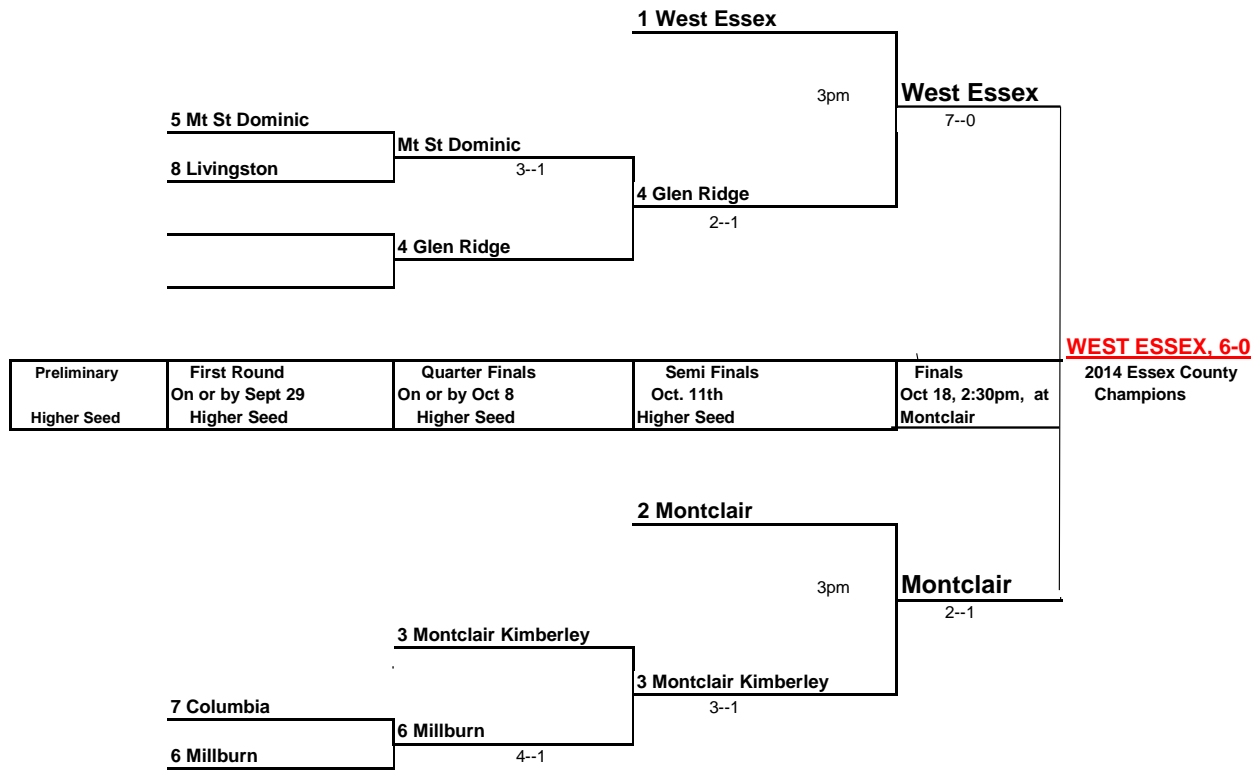 1 West Essex
3pm
West Essex
7--0
5 Mt St Dominic
Mt St Dominic
8 Livingston
3--1
4 Glen Ridge
2--1
4 Glen Ridge
WEST ESSEX, 6-0
2014 Essex County
Champions
Preliminary
Higher Seed
First Round
On or by Sept 29
Higher Seed
Quarter Finals
On or by Oct 8
Higher Seed
Semi Finals
Oct. 11th
Higher Seed
Finals
Oct 18, 2:30pm, at
Montclair
2 Montclair
3pm
Montclair
2--1
3 Montclair Kimberley
3 Montclair Kimberley
3--1
7 Columbia
6 Millburn
4--1
6 Millburn